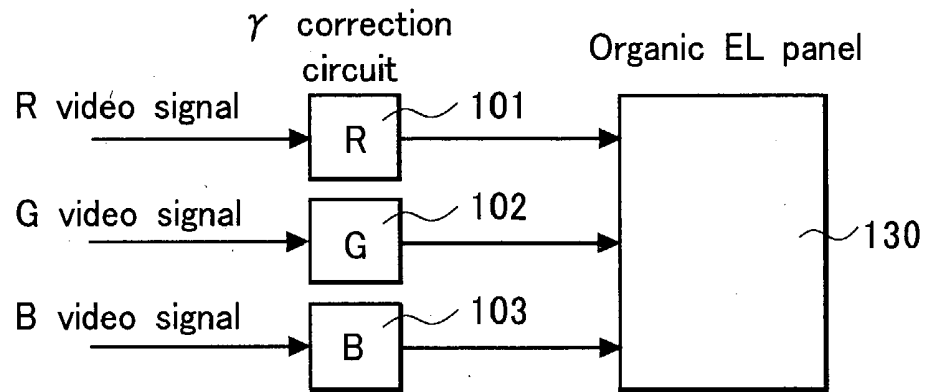 γ correction
circuit
Organic EL panel
R video signal
R
101
G video signal
G
102
130
B video signal
B
103